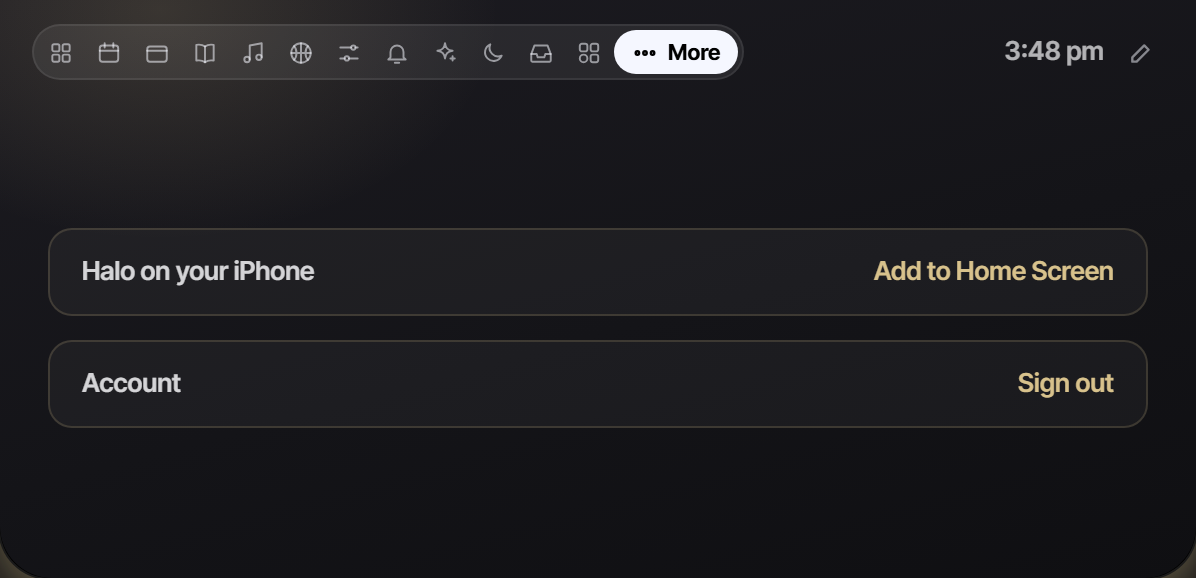 More
3:48 pm
Halo on your iPhone
Add to Home Screen
Account
Sign out